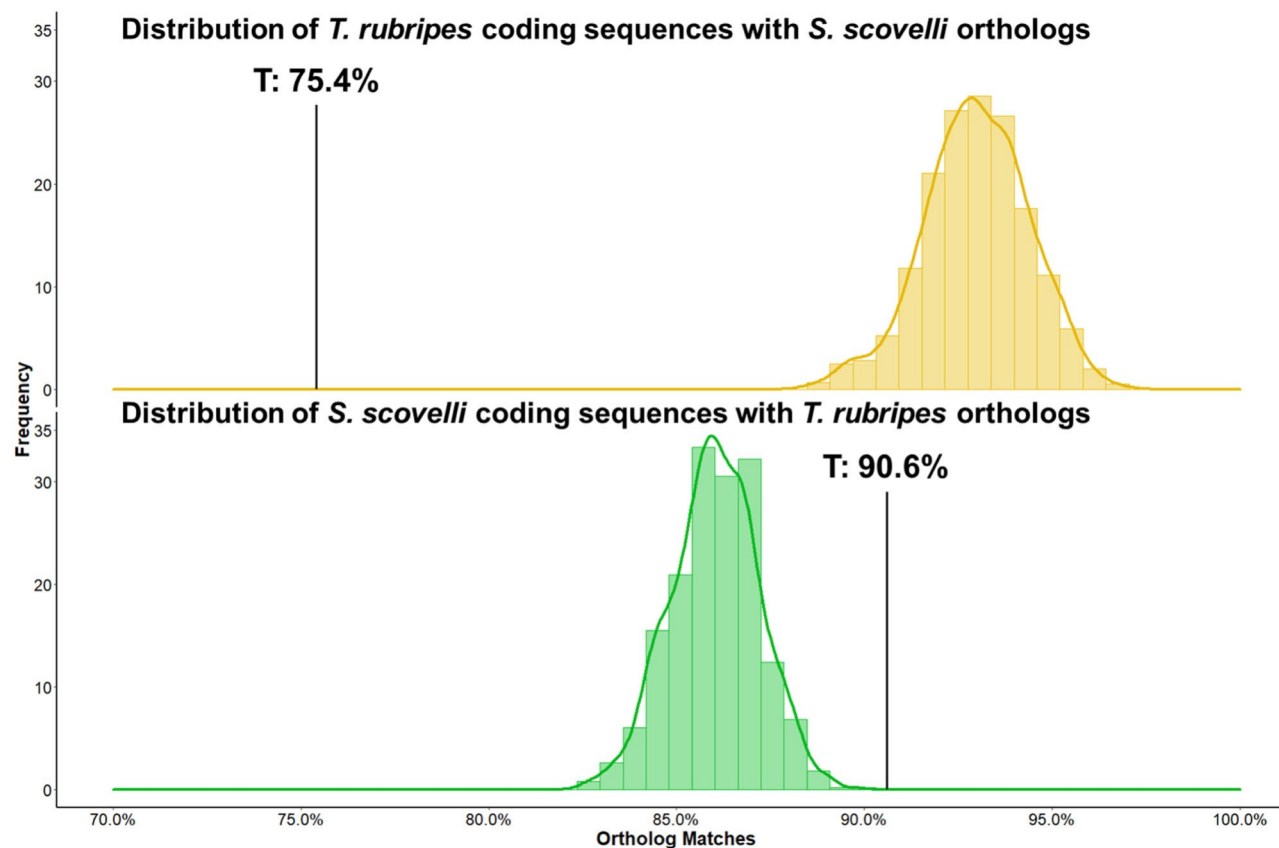 Distribution of T. rubripes coding sequences with S. scovelli orthologs
T: 75.4%
35
30
20
10
0
Frequency
Distribution of S. scovelli coding sequences with T. rubripes orthologs
T: 90.6%
35
30
20
10
0
70.0% 75.0% 80.0% 85.0% 90.0% 95.0% 100.0%
Ortholog Matches